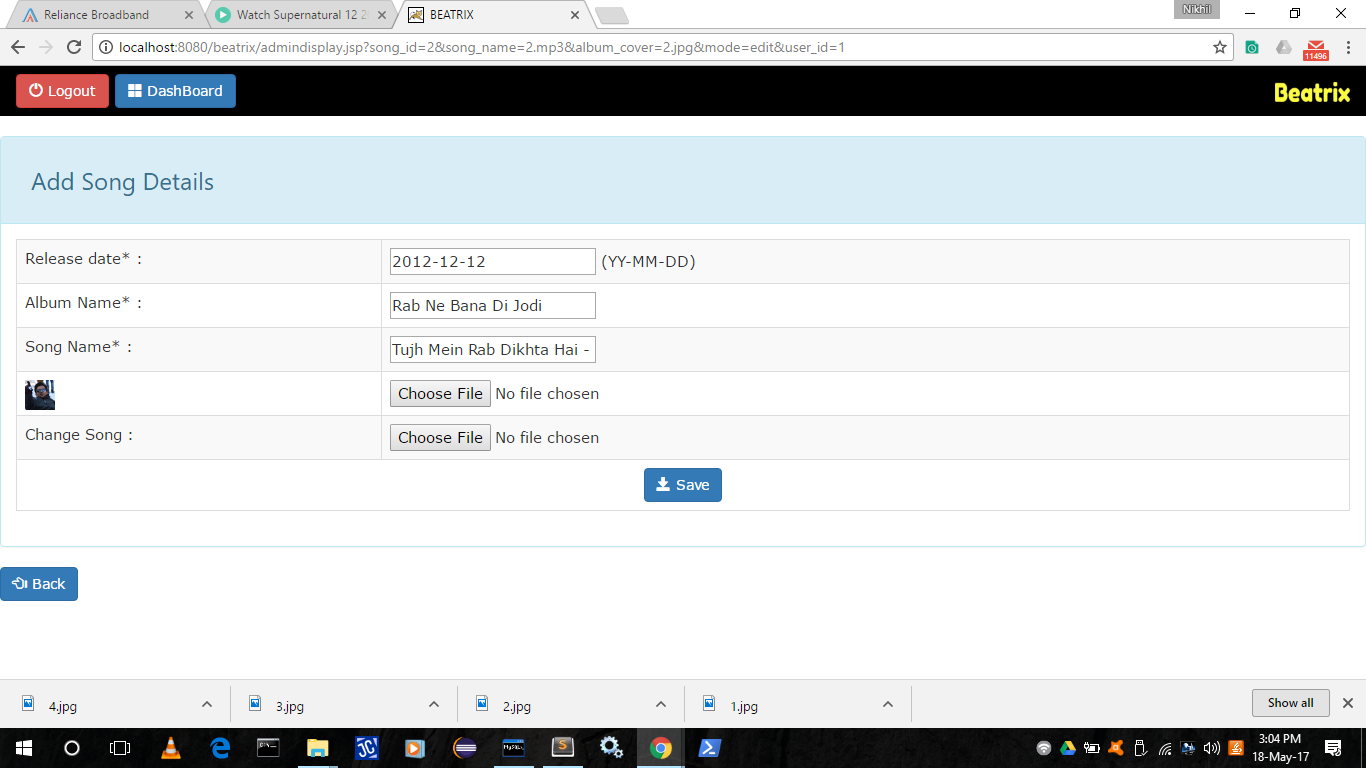 Reliance Broadband
Watch Supernatural 12 2
BEATRIX
Nikhil
localhost:8080/beatrix/admindisplay.jsp?song_id=2&song_name=2.mp3&album_cover=2.jpg&mode=edit&user_id=1
11496
Logout
DashBoard
Beatrix
Add Song Details
Release date* :
2012-12-12 (YY-MM-DD)
Album Name* :
Rab Ne Bana Di Jodi
Song Name* :
Tujh Mein Rab Dikhta Hai -
Choose File No file chosen
Change Song :
Choose File No file chosen
Save
Back
4.jpg
3.jpg
2.jpg
1.jpg
Show all
3:04 PM
18-May-17